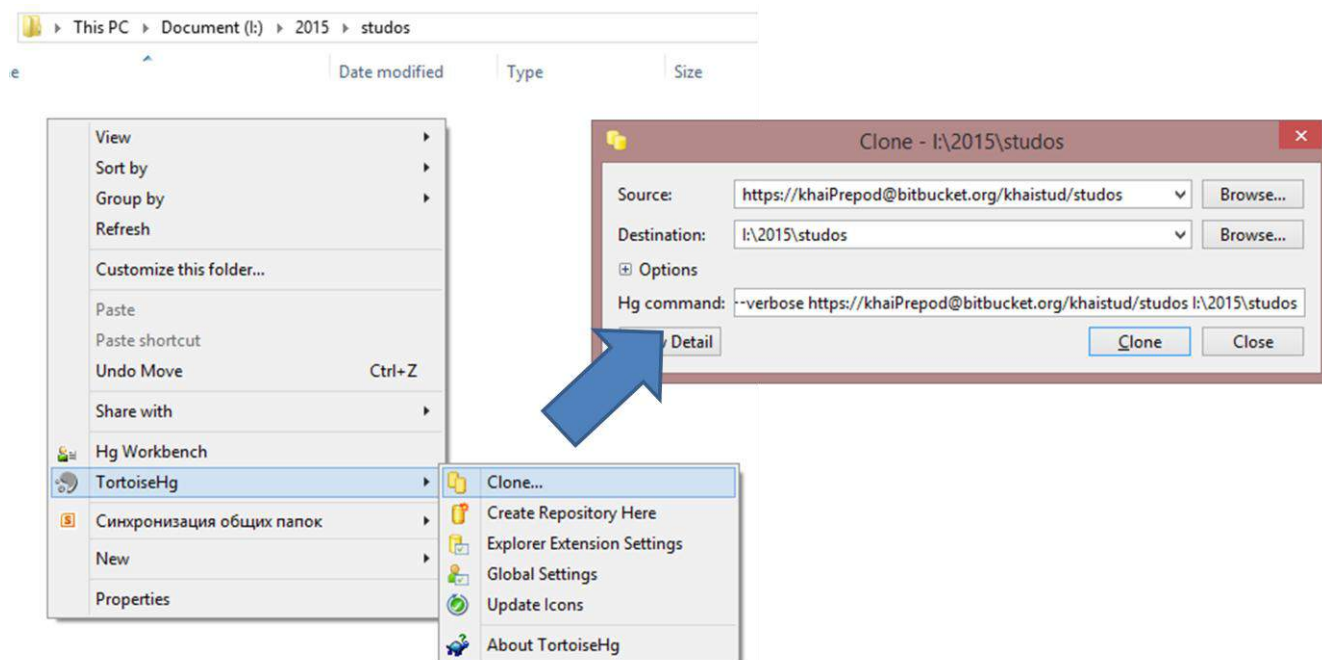 This PC Document (I:) 2015 studos
e Date modified Type Size
View
Sort by
Group by
Refresh
Customize this folder...
Paste
Paste shortcut
Undo Move Ctrl+Z
Share with
Hg Workbench
TortoiseHg
Синхронизация общих папок
New
Properties
Clone...
Create Repository Here
Explorer Extension Settings
Global Settings
Update Icons
About TortoiseHg
Clone - I:\2015\studos
Source: https://khaiPrepod@bitbucket.org/khaistud/studos Browse...
Destination: I:\2015\studos Browse...
Options
Hg command: --verbose https://khaiPrepod@bitbucket.org/khaistud/studos I:\2015\studos
Detail Clone Close